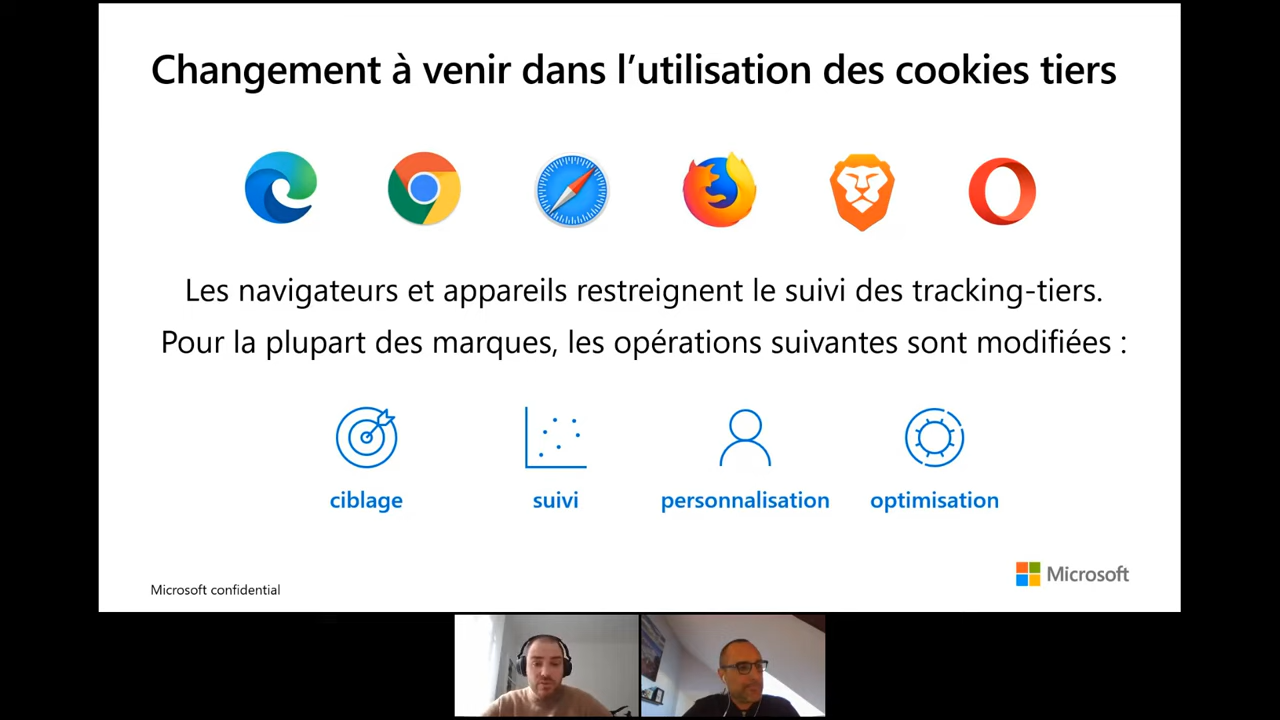 Changement à venir dans l’utilisation des cookies tiers
Les navigateurs et appareils restreignent le suivi des tracking-tiers.
Pour la plupart des marques, les opérations suivantes sont modifiées :
ciblage
suivi
personnalisation
optimisation
Microsoft confidential
Microsoft